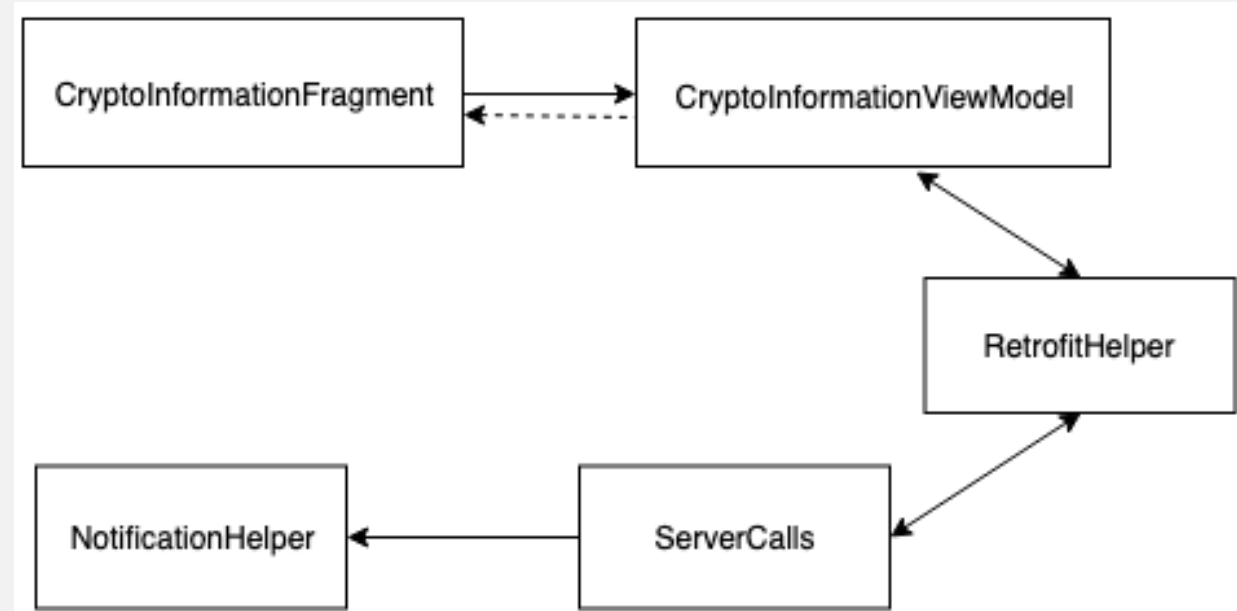 CryptoInformationFragment
CryptoInformationViewModel
RetrofitHelper
NotificationHelper
ServerCalls